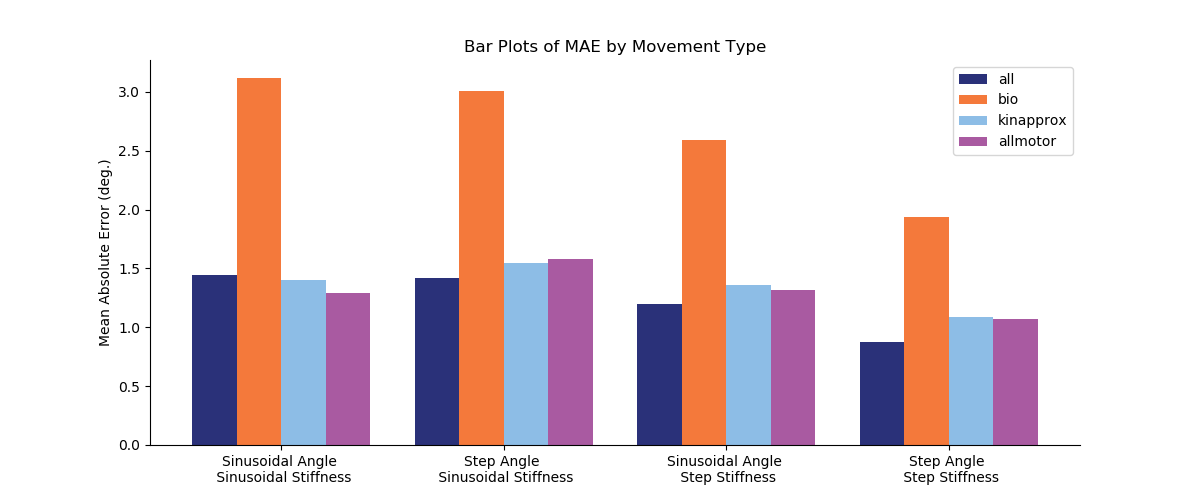 Bar Plots of MAE by Movement Type
all
bio
kinapprox
allmotor
Mean Absolute Error (deg.)
3.0
2.5
2.0
1.5
1.0
0.5
0.0
Sinusoidal Angle
Sinusoidal Stiffness
Step Angle
Sinusoidal Stiffness
Sinusoidal Angle
Step Stiffness
Step Angle
Step Stiffness